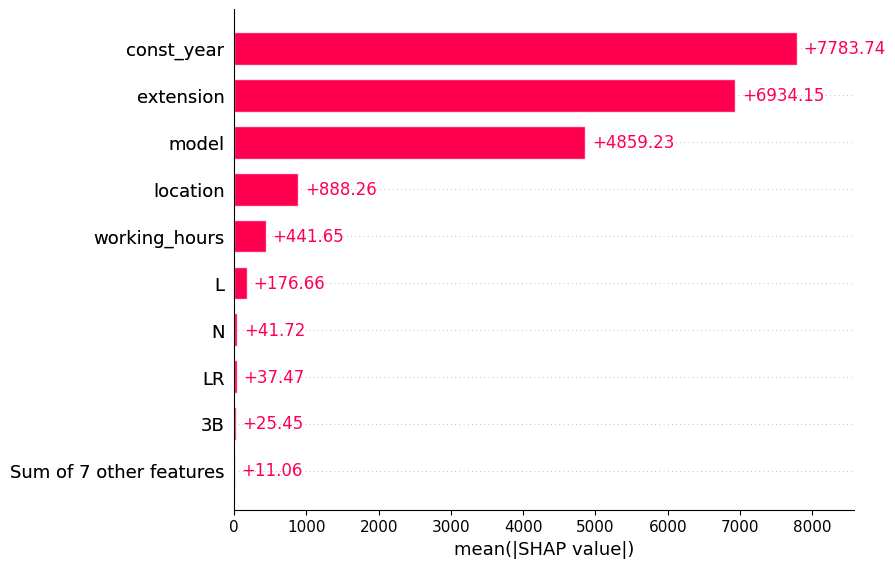 const_year +7783.74
extension +6934.15
model +4859.23
location +888.26
working_hours +441.65
L +176.66
N +41.72
LR +37.47
3B +25.45
Sum of 7 other features +11.06
0 1000 2000 3000 4000 5000 6000 7000 8000
mean(|SHAP value|)